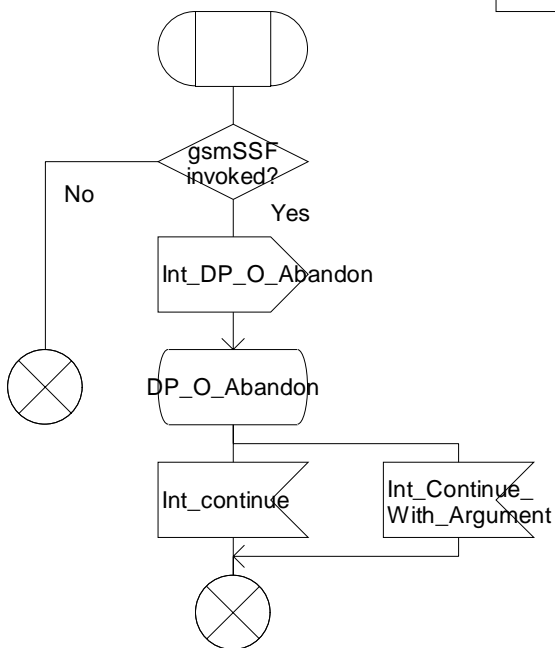 gsmSSF
invoked?
No
Yes
Int_DP_O_Abandon
DP_O_Abandon
Int_continue
Int_Continue_
With_Argument